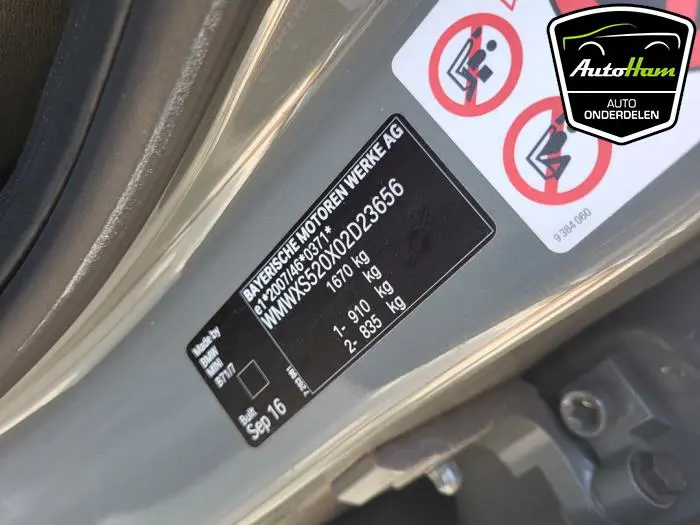 AutoHam
AUTO
ONDERDELEN
9 384 060
BAYERISCHE MOTOREN WERKE AG
e1*2007/46*0371*
WMWXS520X02D23656
1670 kg
1- 910 kg
2- 835 kg
Made by
BMW
MINI
Built
Sep 16